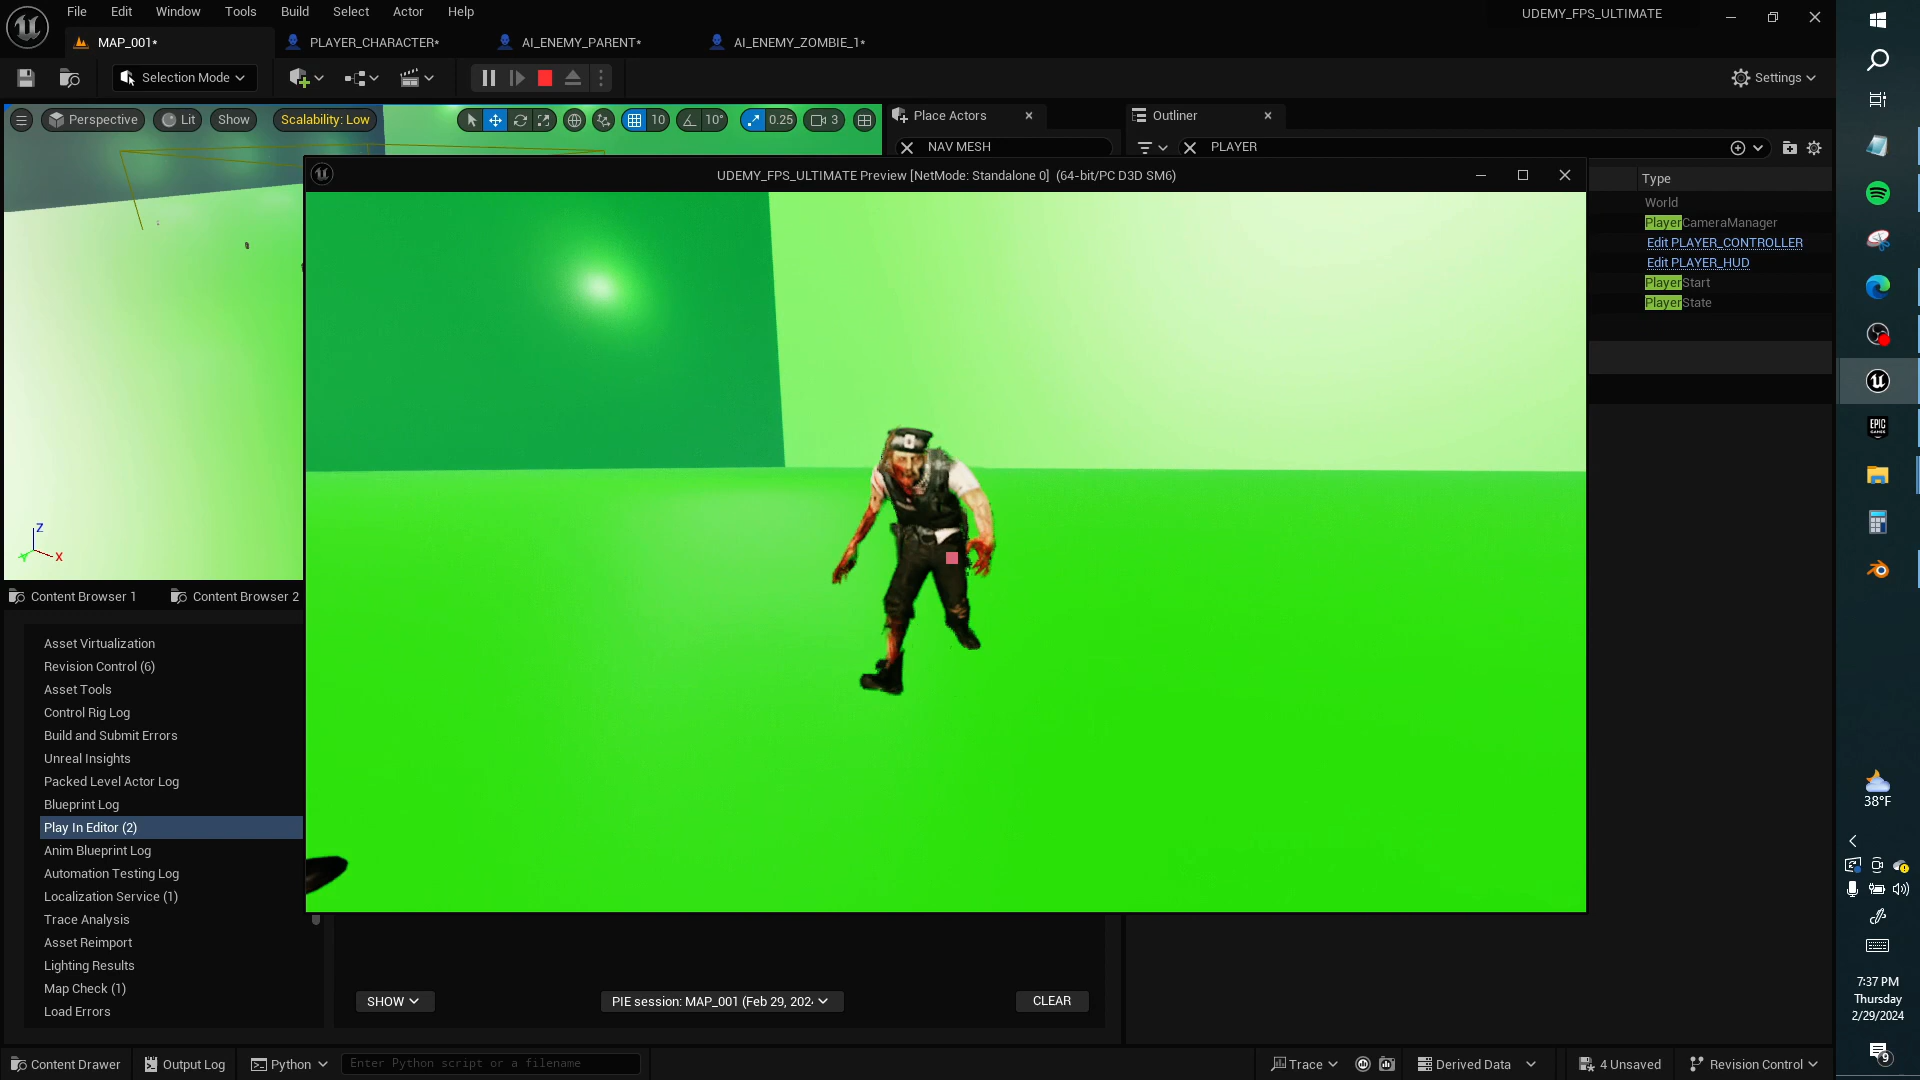 File Edit Window Tools Build Select Actor Help
UDEMY_FPS_ULTIMATE
MAP_001*
PLAYER_CHARACTER*
AI_ENEMY_PARENT*
AI_ENEMY_ZOMBIE_1*
Selection Mode
Settings
Perspective
Lit
Show
Scalability: Low
10
10°
0.25
3
Place Actors
NAV MESH
Outliner
PLAYER
UDEMY_FPS_ULTIMATE Preview [NetMode: Standalone 0] (64-bit/PC D3D SM6)
Type
World
PlayerCameraManager
Edit PLAYER_CONTROLLER
Edit PLAYER_HUD
PlayerStart
PlayerState
Z
X
Content Browser 1
Content Browser 2
Asset Virtualization
Revision Control (6)
Asset Tools
Control Rig Log
Build and Submit Errors
Unreal Insights
Packed Level Actor Log
Blueprint Log
Play In Editor (2)
Anim Blueprint Log
Automation Testing Log
Localization Service (1)
Trace Analysis
Asset Reimport
Lighting Results
Map Check (1)
Load Errors
SHOW
PIE session: MAP_001 (Feb 29, 202
CLEAR
Content Drawer
Output Log
Python
Enter Python script or a filename
Trace
Derived Data
4 Unsaved
Revision Control
EPIC
GAMES
38°F
7:37 PM
Thursday
2/29/2024
9